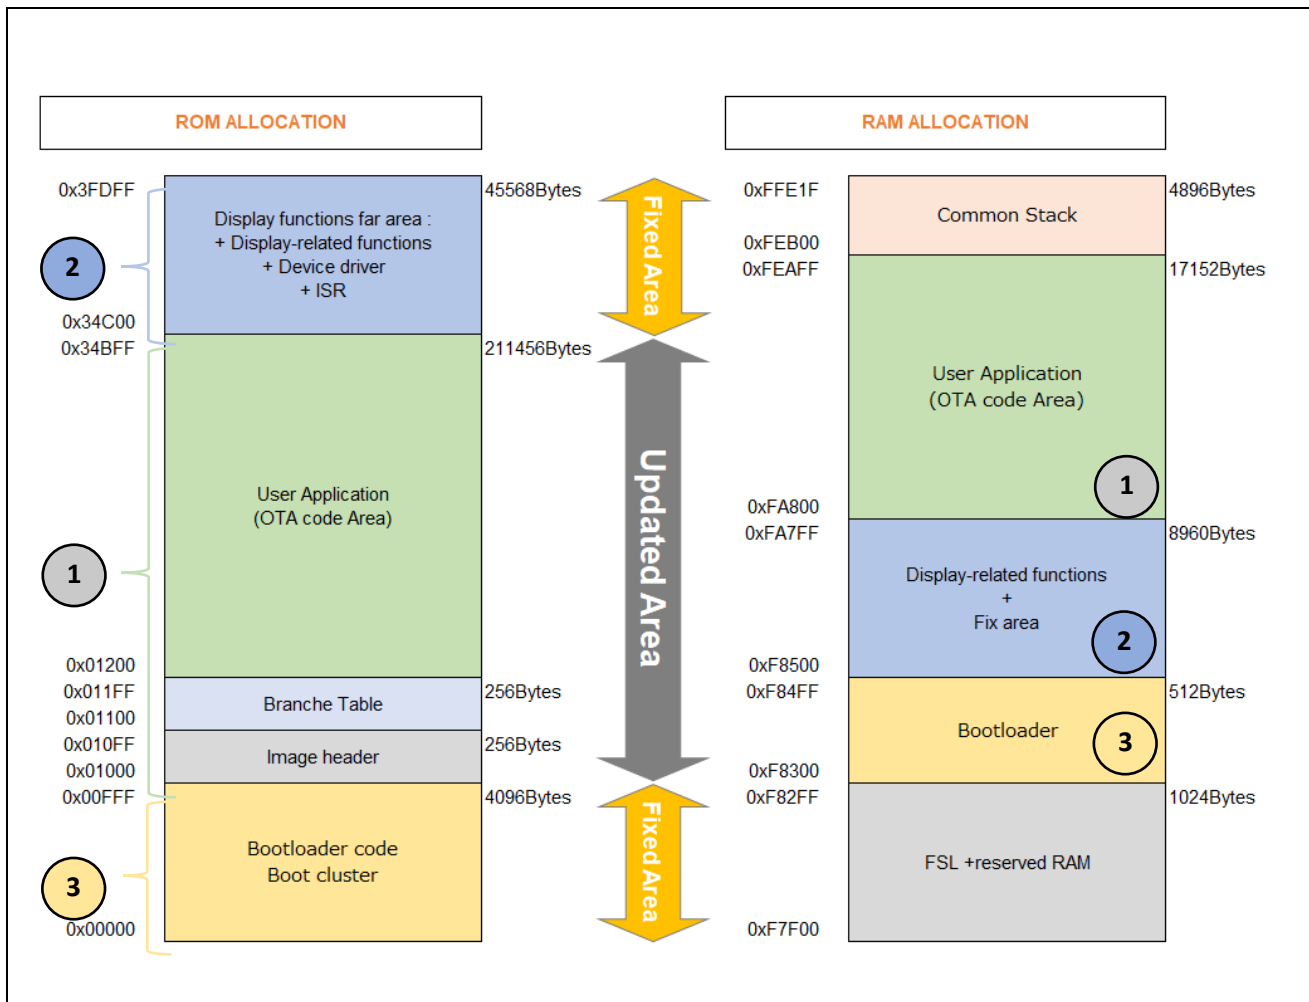 ROM ALLOCATION
0x3FDFF
45568Bytes
Display functions far area :
+ Display-related functions
+ Device driver
+ ISR
2
0x34C00
0x34BFF
211456Bytes
User Application
(OTA code Area)
1
0x01200
0x011FF
256Bytes
Branche Table
0x01100
0x010FF
256Bytes
Image header
0x01000
0x00FFF
4096Bytes
Bootloader code
Boot cluster
3
0x00000
Fixed Area
Updated Area
Fixed Area
RAM ALLOCATION
0xFFE1F
4896Bytes
Common Stack
0xFEB00
0xFEAFF
17152Bytes
User Application
(OTA code Area)
1
0xFA800
0xFA7FF
8960Bytes
Display-related functions
+
Fix area
2
0xF8500
0xF84FF
512Bytes
Bootloader
3
0xF8300
0xF82FF
1024Bytes
FSL +reserved RAM
0xF7F00